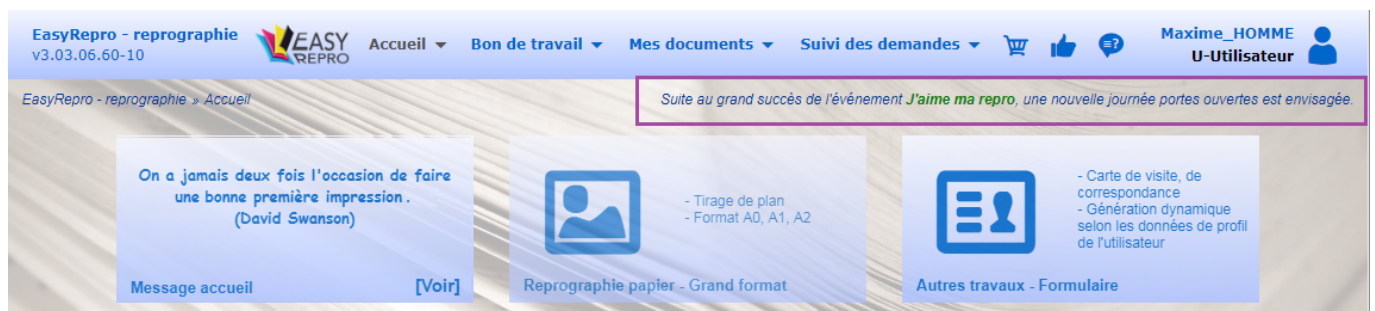 EasyRepro - reprographie
v3.03.06.60-10
EASY
REPRO
Accueil
Bon de travail
Mes documents
Suivi des demandes
Maxime_HOMME
U-Utilisateur
EasyRepro - reprographie » Accueil
Suite au grand succès de l'événement J'aime ma repro, une nouvelle journée portes ouvertes est envisagée.
On a jamais deux fois l'occasion de faire
une bonne première impression.
(David Swanson)
Message accueil
[Voir]
- Tirage de plan
- Format A0, A1, A2
Reprographie papier - Grand format
- Carte de visite, de
correspondance
- Génération dynamique
selon les données de profil
de l'utilisateur
Autres travaux - Formulaire